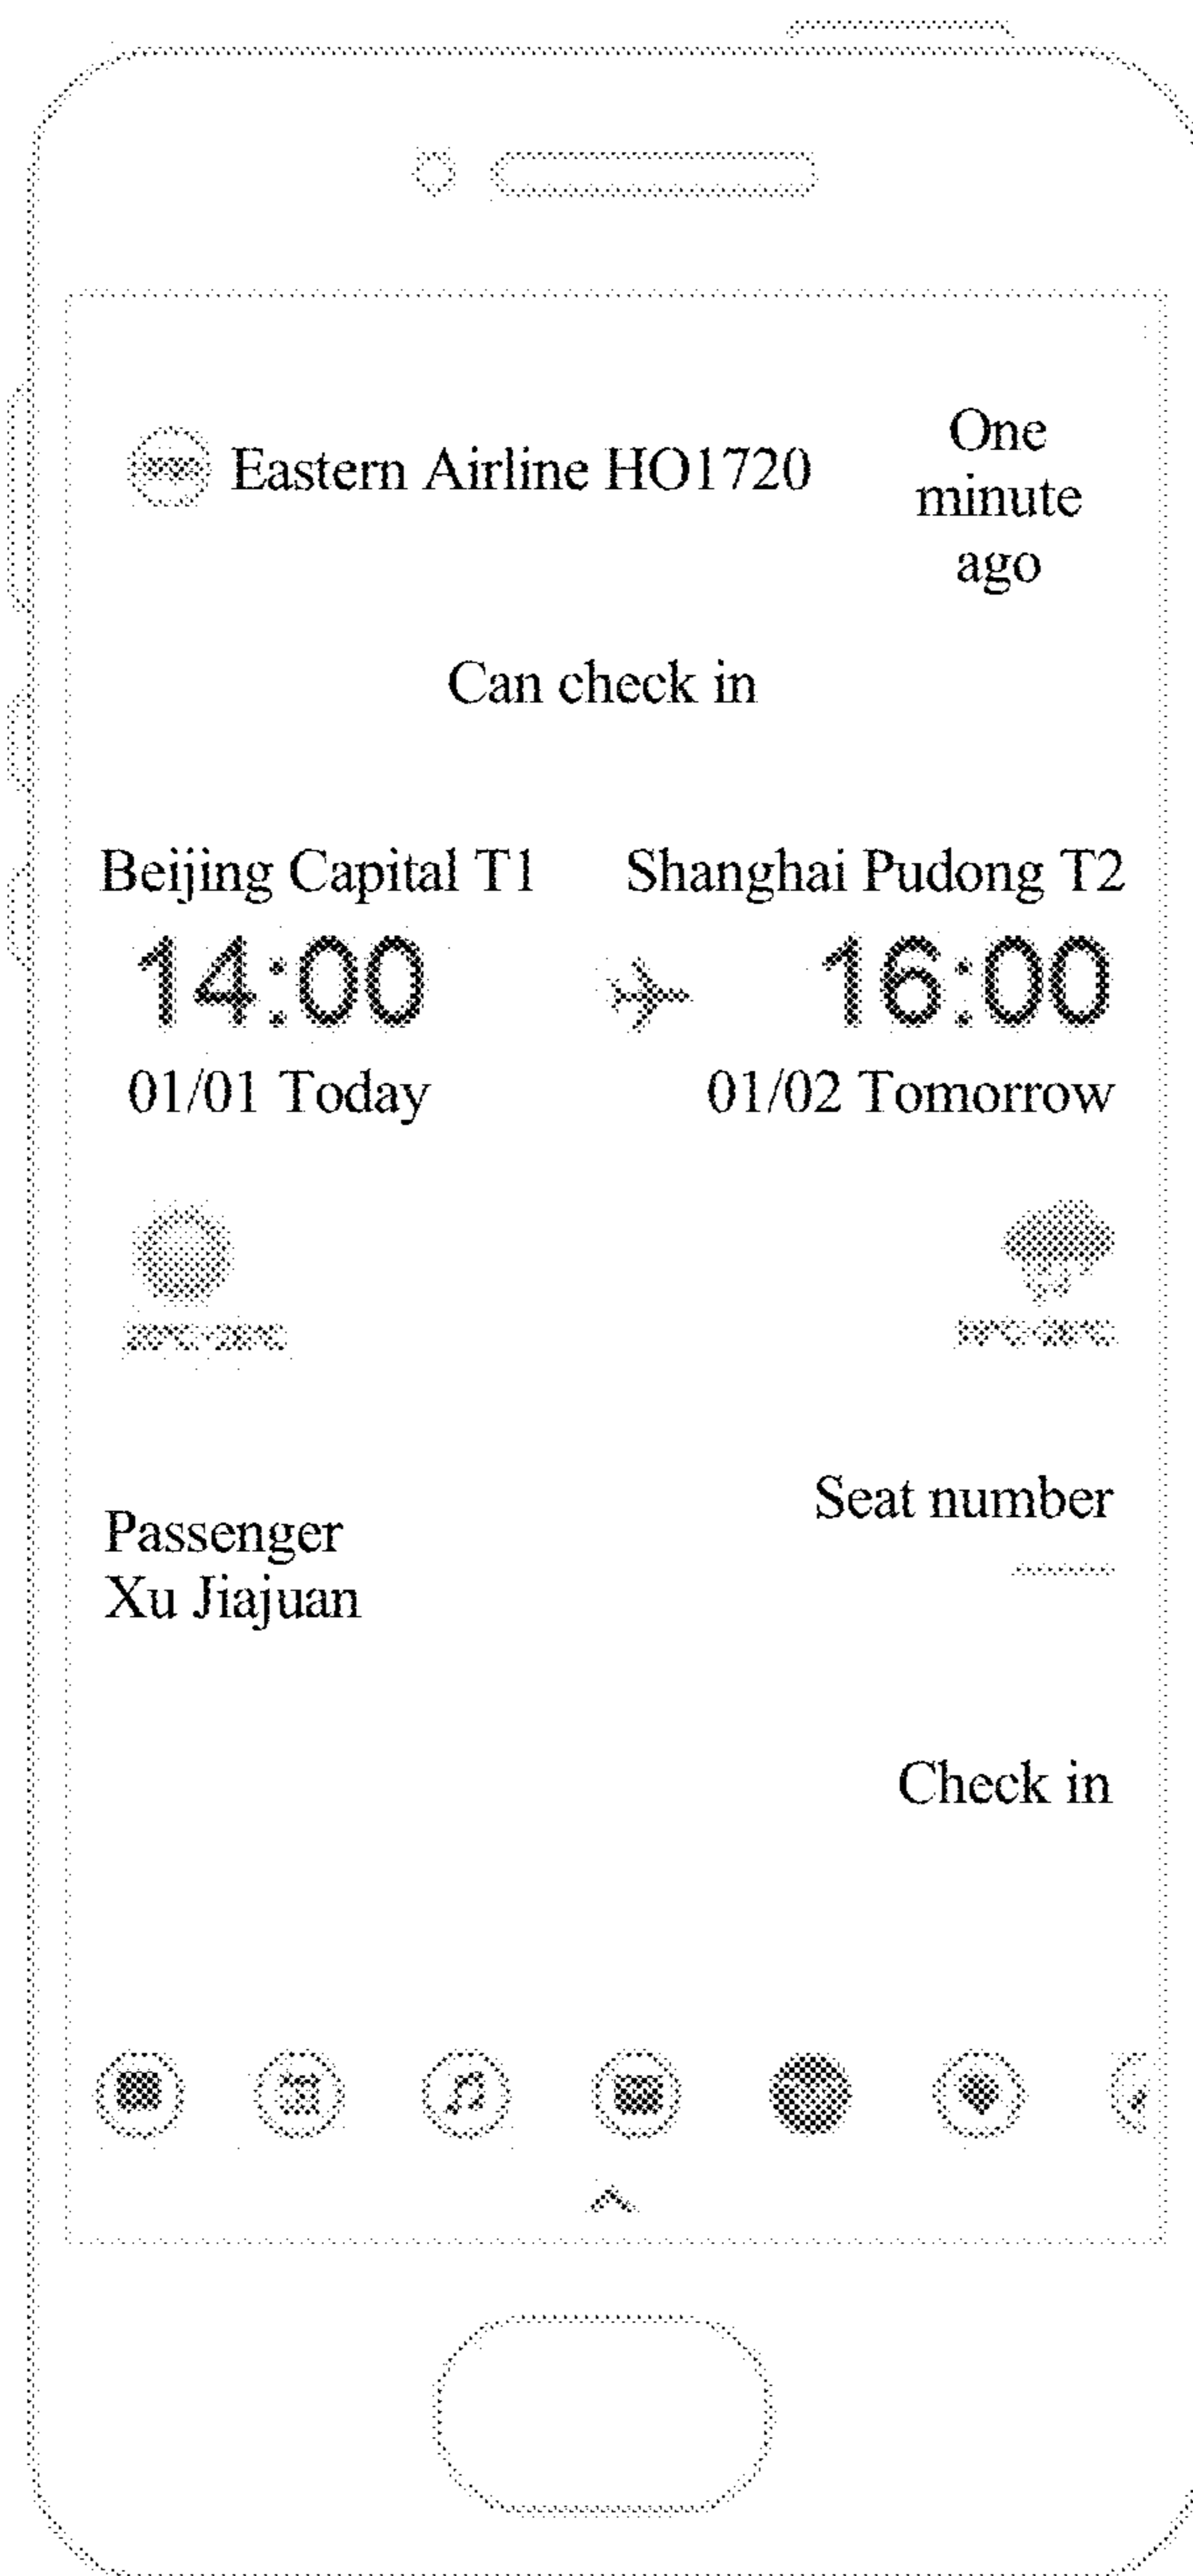 Eastern Airline HO1720
One
minute
ago
Can check in
Beijing Capital T1
Shanghai Pudong T2
14:00
16:00
01/01 Today
01/02 Tomorrow
Seat number
Passenger
Xu Jiajuan
Check in